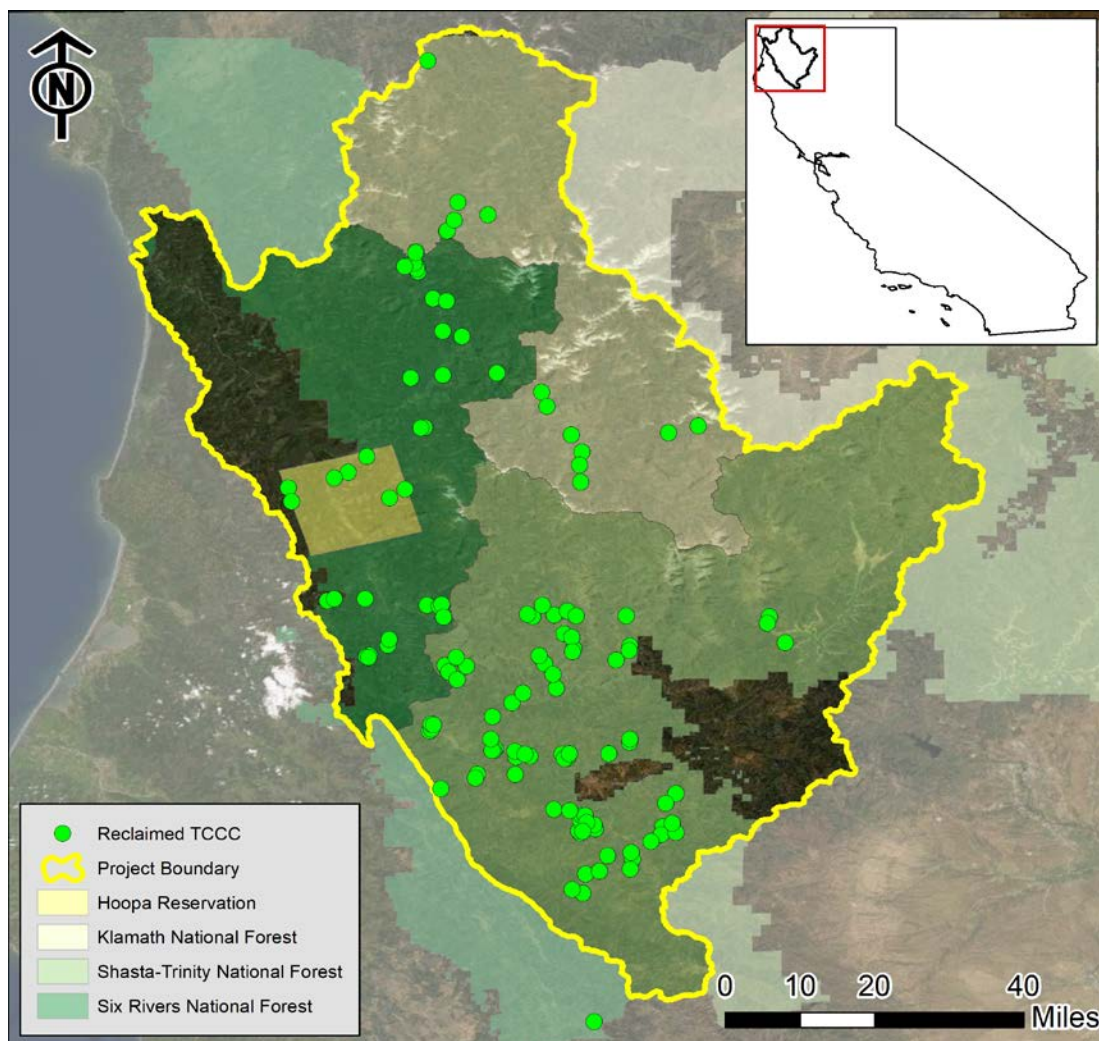 N
Reclaimed TCCC
Project Boundary
Hoopa Reservation
Klamath National Forest
Shasta-Trinity National Forest
Six Rivers National Forest
0 10 20 40
Miles